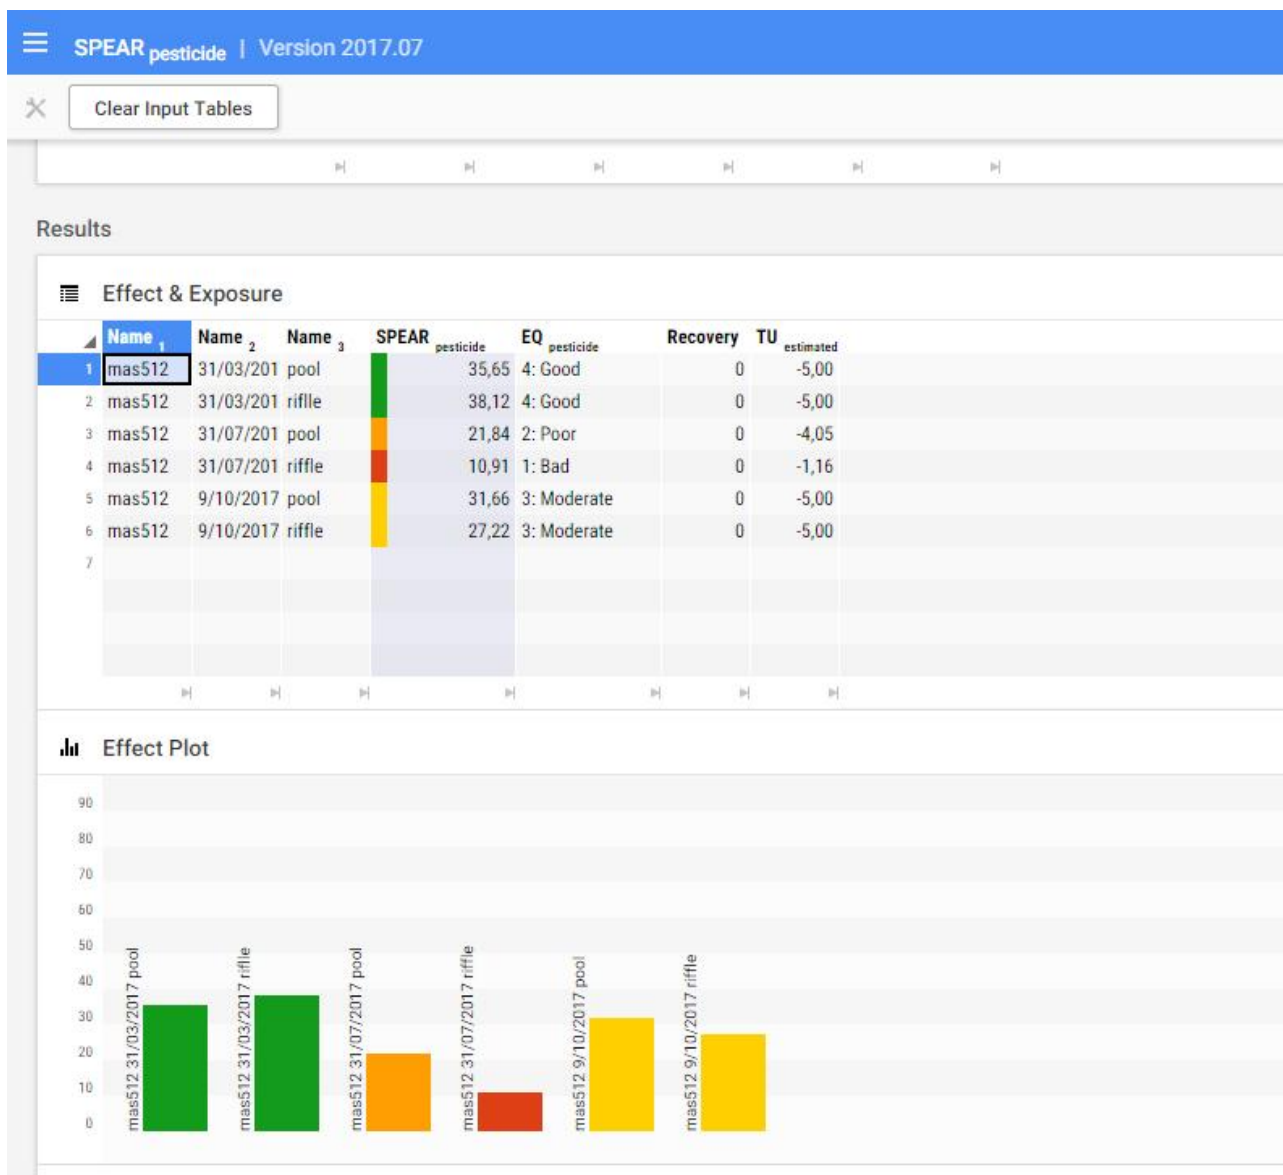 SPEAR pesticide | Version 2017.07
Clear Input Tables
Results
Effect & Exposure
Name 1 Name 2 Name 3 SPEAR pesticide EQ pesticide Recovery TU estimated
1 mas512 31/03/201 pool 35,65 4: Good 0 -5,00
2 mas512 31/03/201 riflle 38,12 4: Good 0 -5,00
3 mas512 31/07/201 pool 21,84 2: Poor 0 -4,05
4 mas512 31/07/201 riffle 10,91 1: Bad 0 -1,16
5 mas512 9/10/2017 pool 31,66 3: Moderate 0 -5,00
6 mas512 9/10/2017 riffle 27,22 3: Moderate 0 -5,00
7
Effect Plot
90
80
70
60
50
40
30
20
10
0
mas512 31/03/2017 pool
mas512 31/03/2017 riflle
mas512 31/07/2017 pool
mas512 31/07/2017 riffle
mas512 9/10/2017 pool
mas512 9/10/2017 riffle